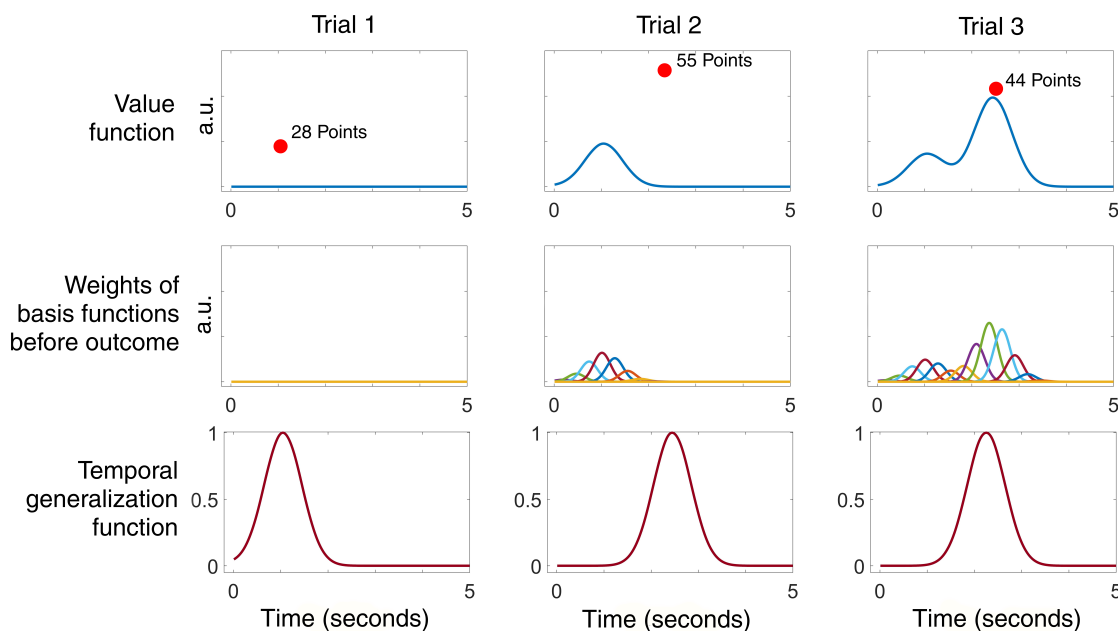 Trial 1
Trial 2
Trial 3
Value
function
a.u.
28 Points
55 Points
44 Points
0
5
0
5
0
5
Weights of
basis functions
before outcome
a.u.
0
5
0
5
0
5
Temporal
generalization
function
1
0.5
0
1
0.5
0
1
0.5
0
0
5
0
5
0
5
Time (seconds)
Time (seconds)
Time (seconds)